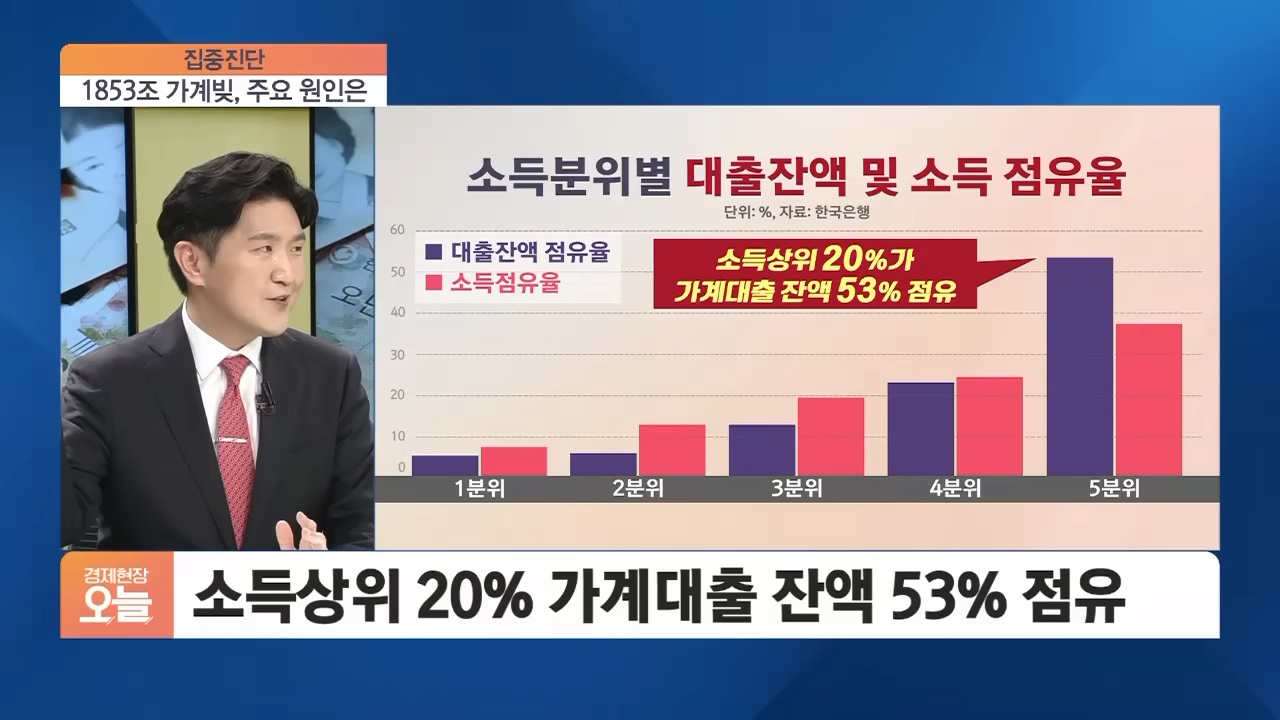 집중진단
1853조 가계빚, 주요 원인은
소득분위별 대출잔액 및 소득 점유율
단위: %, 자료: 한국은행
대출잔액 점유율
소득점유율
소득상위 20%가
가계대출 잔액 53% 점유
60
50
40
30
20
10
0
1분위 2분위 3분위 4분위 5분위
경제현장
오늘
소득상위 20% 가계대출 잔액 53% 점유